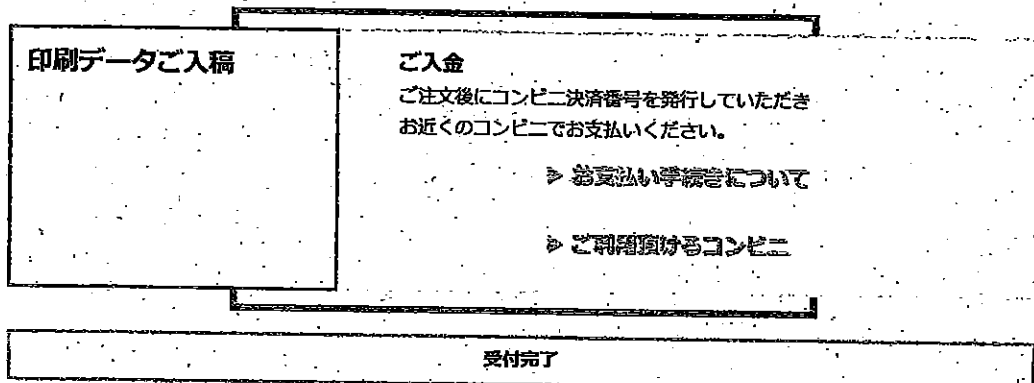 印刷データご入稿
ご入金
ご注文後にコンビニ決済番号を発行していただき
お近くのコンビニでお支払いください。
▶ お支払い手続きについて
▶ ご利用頂けるコンビニ
受付完了